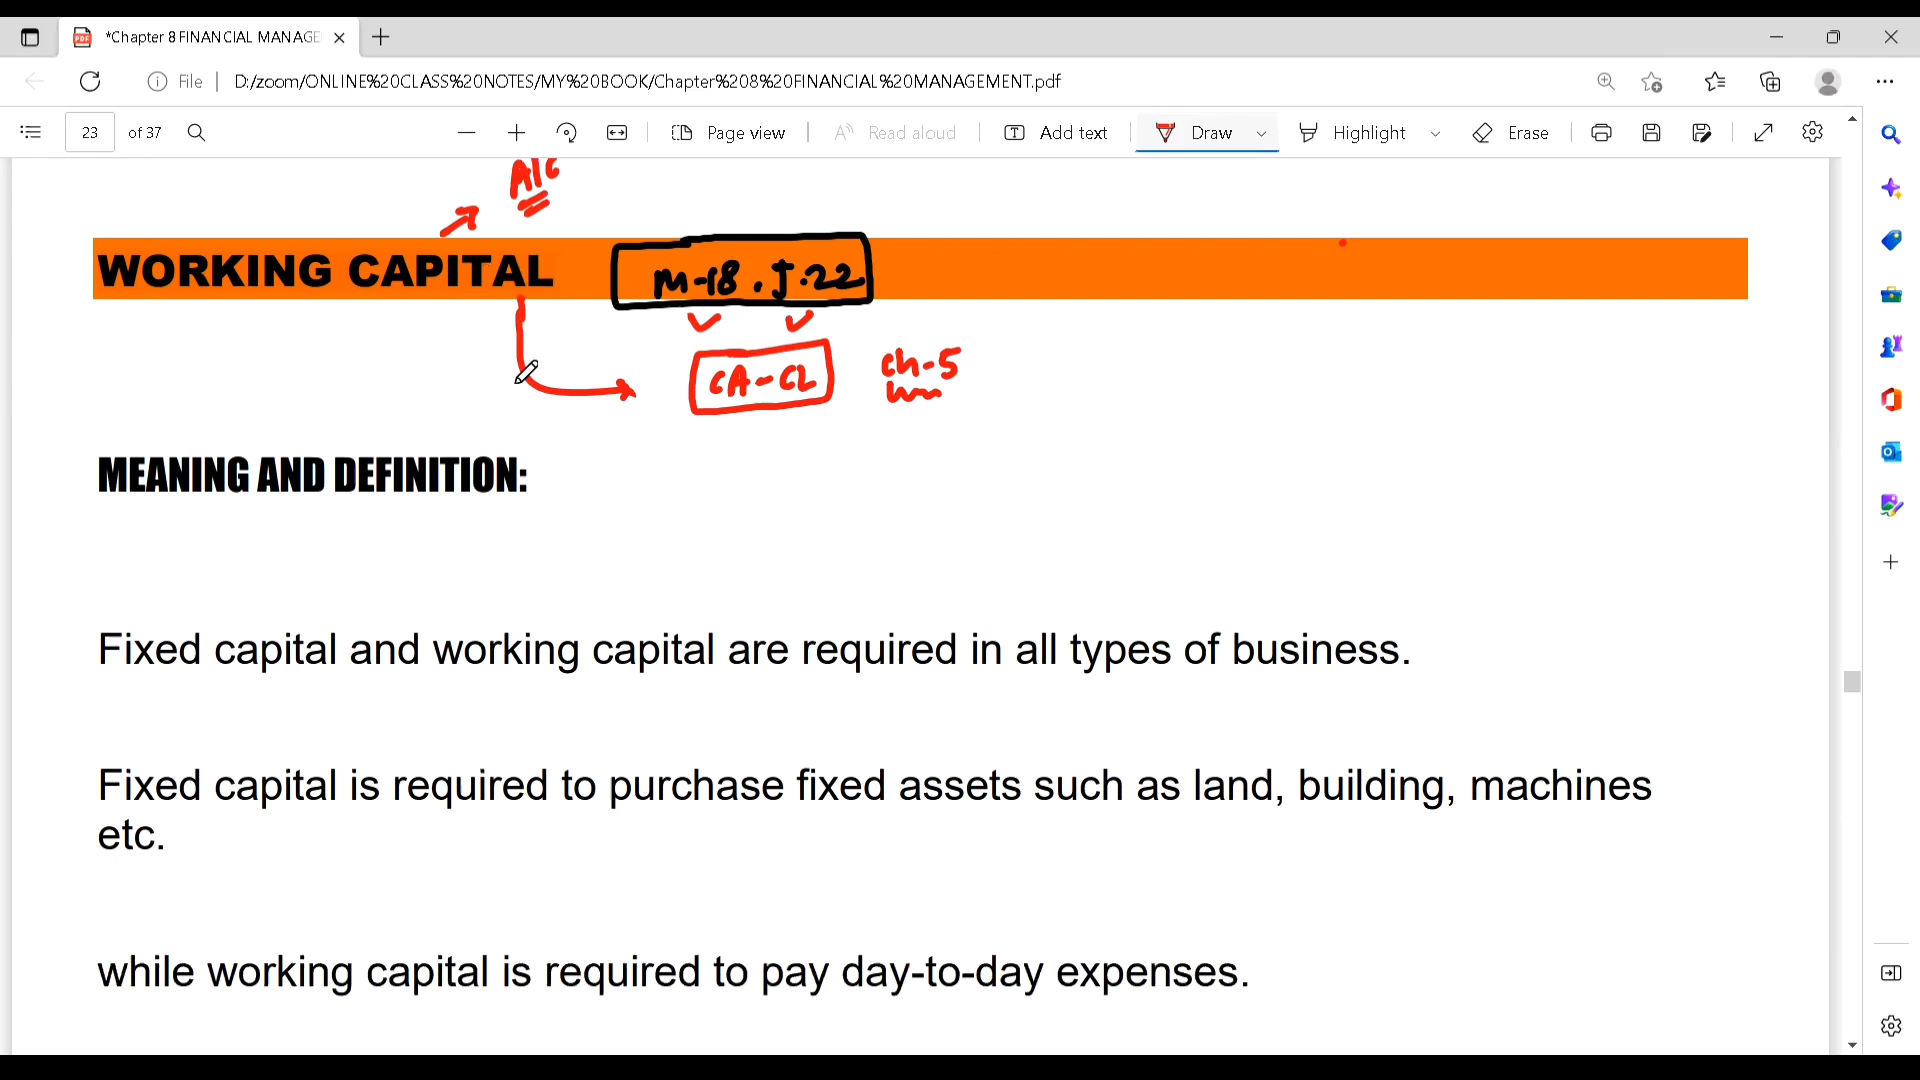 *Chapter 8 FINANCIAL MANAGE
File D:/zoom/ONLINE%20CLASS%20NOTES/MY%20BOOK/Chapter%208%20FINANCIAL%20MANAGEMENT.pdf
23 of 37 Page view Read aloud Add text Draw Highlight Erase
A/C
WORKING CAPITAL M-18, J-22
CA-CL ch-5
MEANING AND DEFINITION:
Fixed capital and working capital are required in all types of business.
Fixed capital is required to purchase fixed assets such as land, building, machines
etc.
while working capital is required to pay day-to-day expenses.